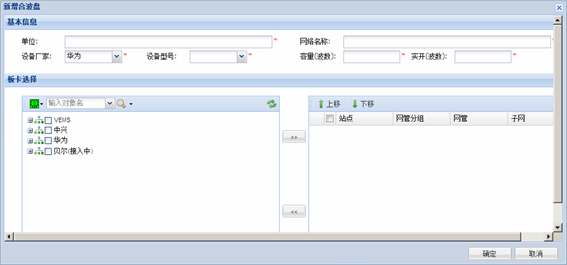 新增合波盘
基本信息
单位: * 网络名称: *
设备厂家: 华为 * 设备型号: * 容量(波数): * 实开(波数): *
板卡选择
输入对象名 上移 下移
站点 网管分组 网管 子网
VEMS
中兴
华为
贝尔(接入中)
>>
<<
确定 取消